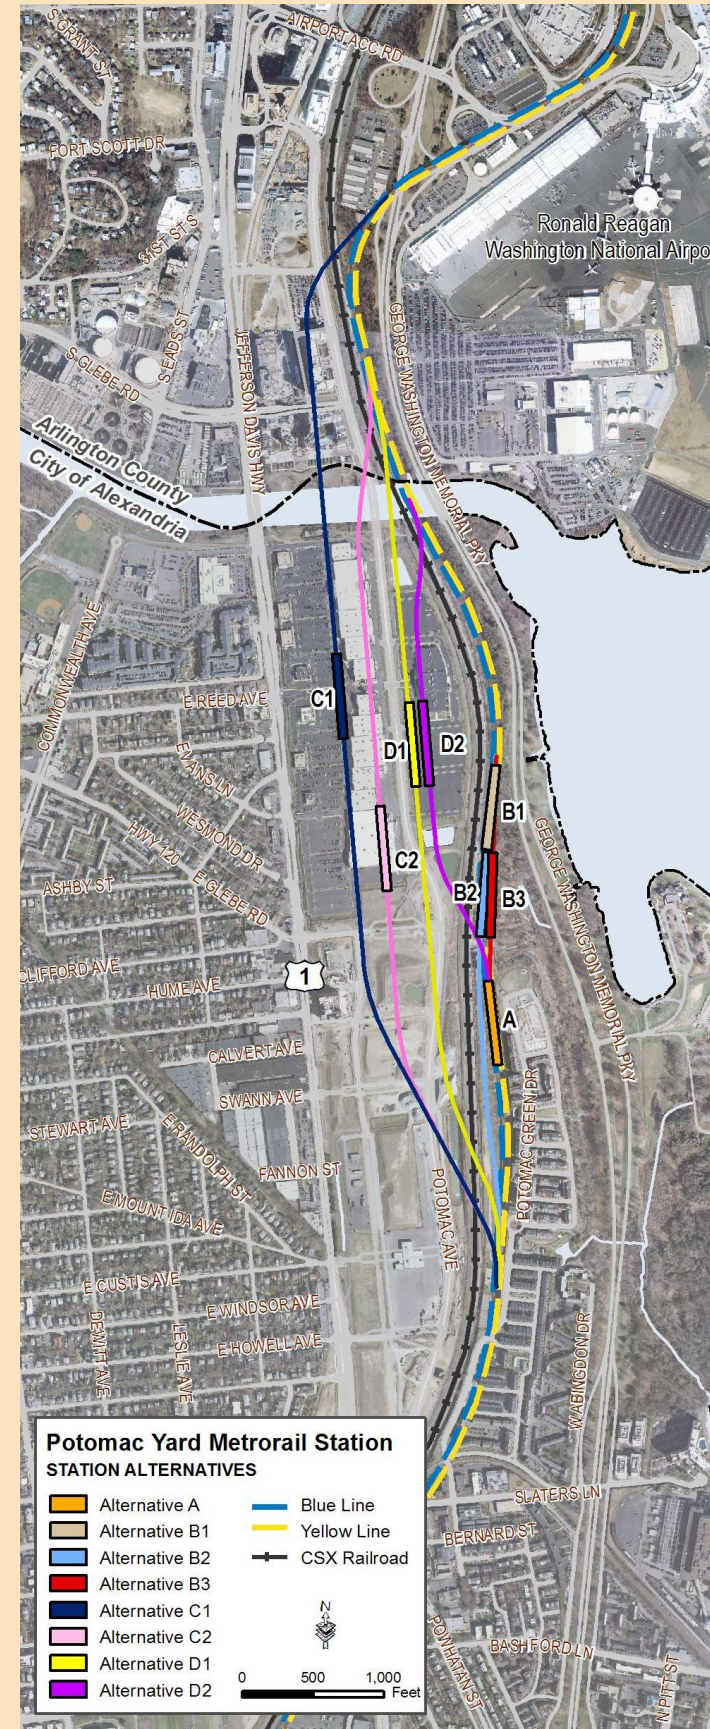 S GRANT ST
AIRPORT ACC RD
FORT SCOTT DR
31ST ST S
Ronald Reagan
Washington National Airpo
S EADS ST
JEFFERSON DAVIS HWY
GEORGE WASHINGTON MEMORIAL PKY
S GLEBE RD
Arlington County
City of Alexandria
COMMONWEALTH AVE
E REED AVE
C1
D1
D2
EVANS LN
B1
WESMOND DR
HWY 120
C2
GEORGE WASHINGTON MEMORIAL PKY
ASHBY ST
E GLEBE RD
B2
B3
CLIFFORD AVE
1
HUME AVE
A
CALVERT AVE
SWANN AVE
POTOMAC GREEN DR
STEWART AVE
E RANDOLPH ST
FANNON ST
POTOMAC AVE
E MOUNT IDA AVE
E CUSTIS AVE
E WINDSOR AVE
DEWITT AVE
LESLIE AVE
E HOWELL AVE
W ABINGDON DR
Potomac Yard Metrorail Station
STATION ALTERNATIVES
Alternative A
Alternative B1
Alternative B2
Alternative B3
Alternative C1
Alternative C2
Alternative D1
Alternative D2
Blue Line
Yellow Line
CSX Railroad
N
0 500 1,000
Feet
SLATERS LN
BERNARD ST
POWHATAN ST
BASHFORD LN
N PITT ST